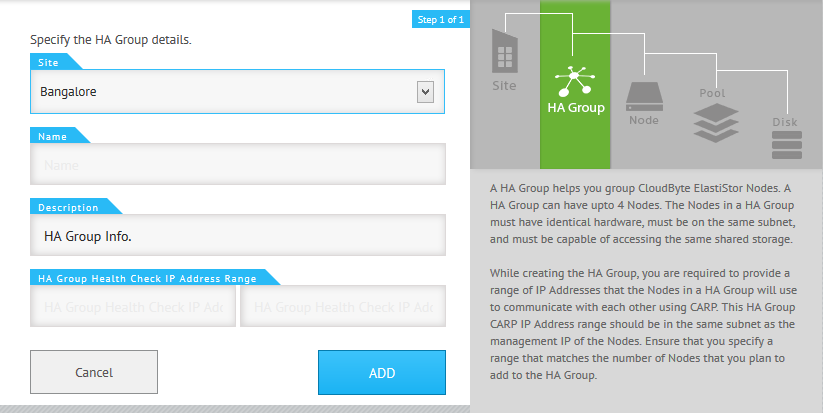 Step 1 of 1
Specify the HA Group details.
Site
Bangalore
Name
Name
Description
HA Group Info.
HA Group Health Check IP Address Range
HA Group Health Check IP Add
HA Group Health Check IP Add
Cancel
ADD
Site
HA Group
Node
Pool
Disk
A HA Group helps you group CloudByte ElastiStor Nodes. A
HA Group can have upto 4 Nodes. The Nodes in a HA Group
must have identical hardware, must be on the same subnet,
and must be capable of accessing the same shared storage.
While creating the HA Group, you are required to provide a
range of IP Addresses that the Nodes in a HA Group will use
to communicate with each other using CARP. This HA Group
CARP IP Address range should be in the same subnet as the
management IP of the Nodes. Ensure that you specify a
range that matches the number of Nodes that you plan to
add to the HA Group.